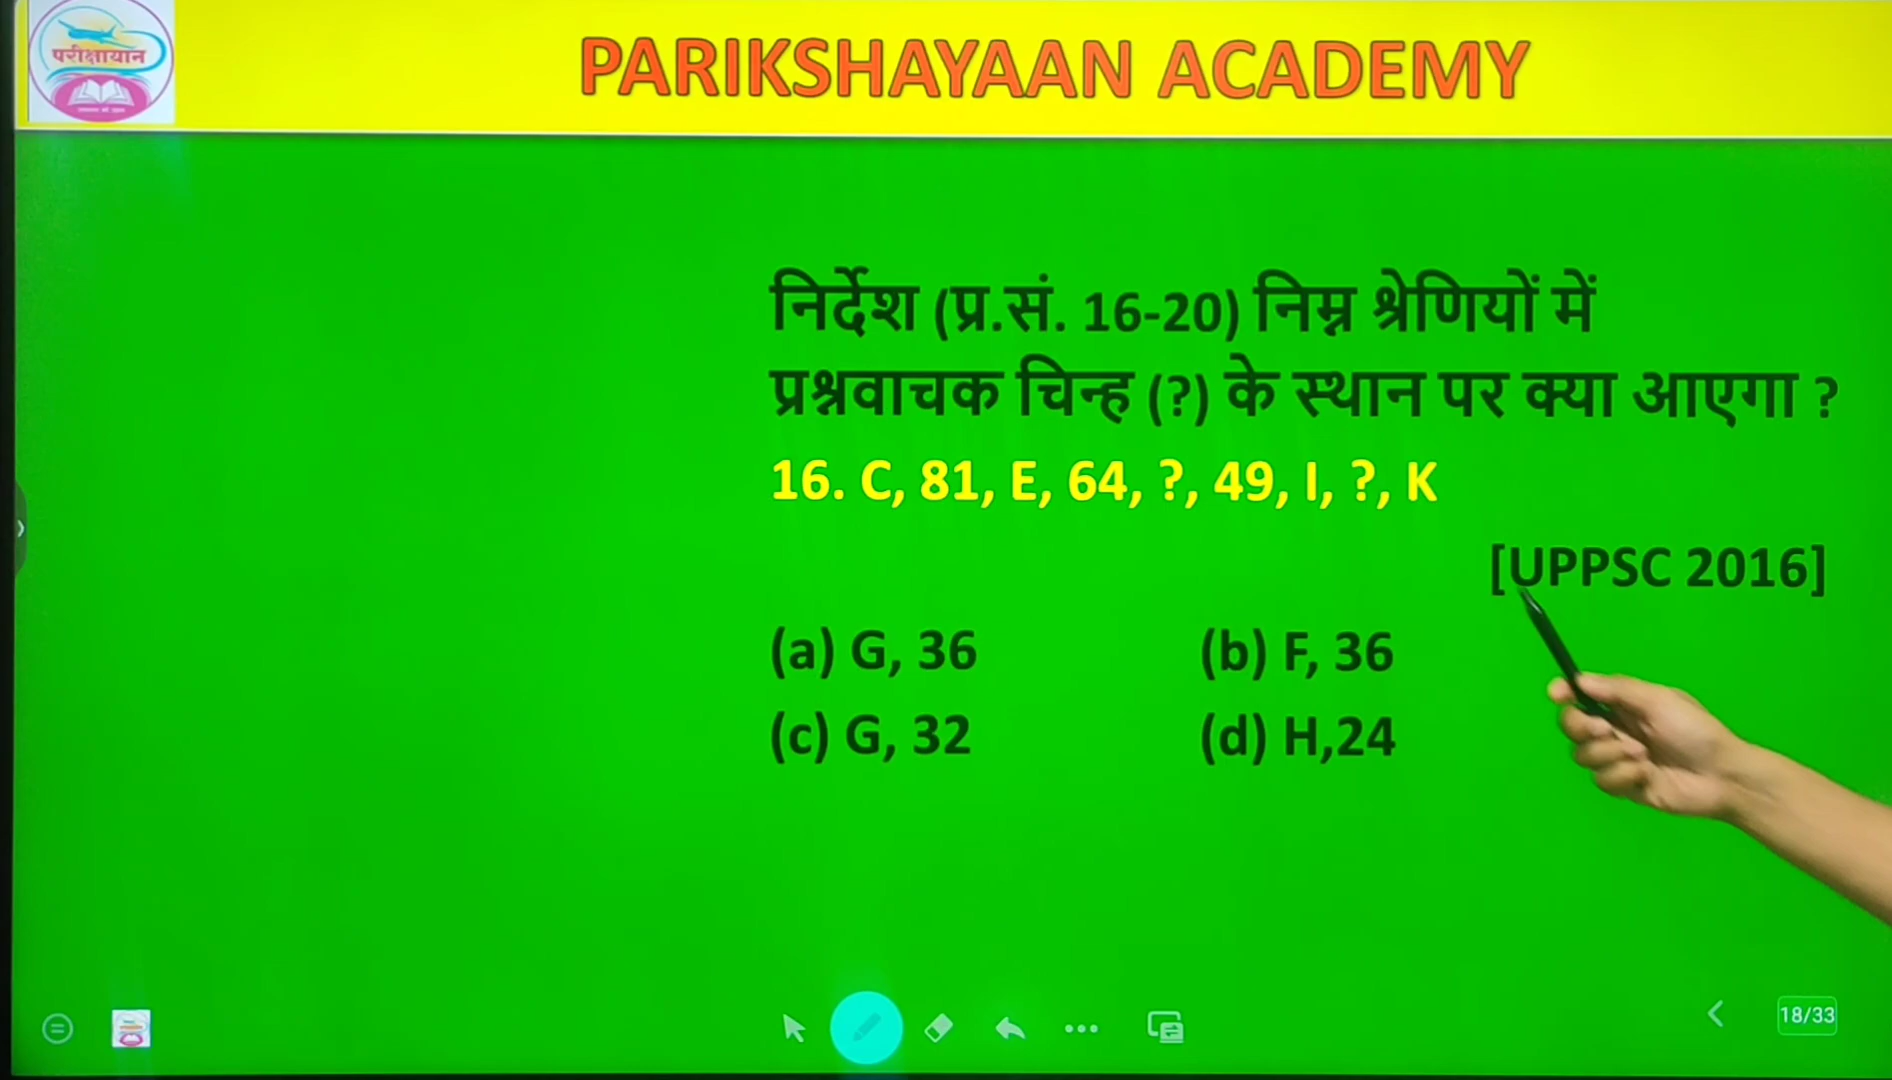 परीक्षायान
PARIKSHAYAAN ACADEMY
निर्देश (प्र.सं. 16-20) निम्न श्रेणियों में
प्रश्नवाचक चिन्ह (?) के स्थान पर क्या आएगा ?
16. C, 81, E, 64, ?, 49, I, ?, K
[UPPSC 2016]
(a) G, 36 (b) F, 36
(c) G, 32 (d) H,24
18/33